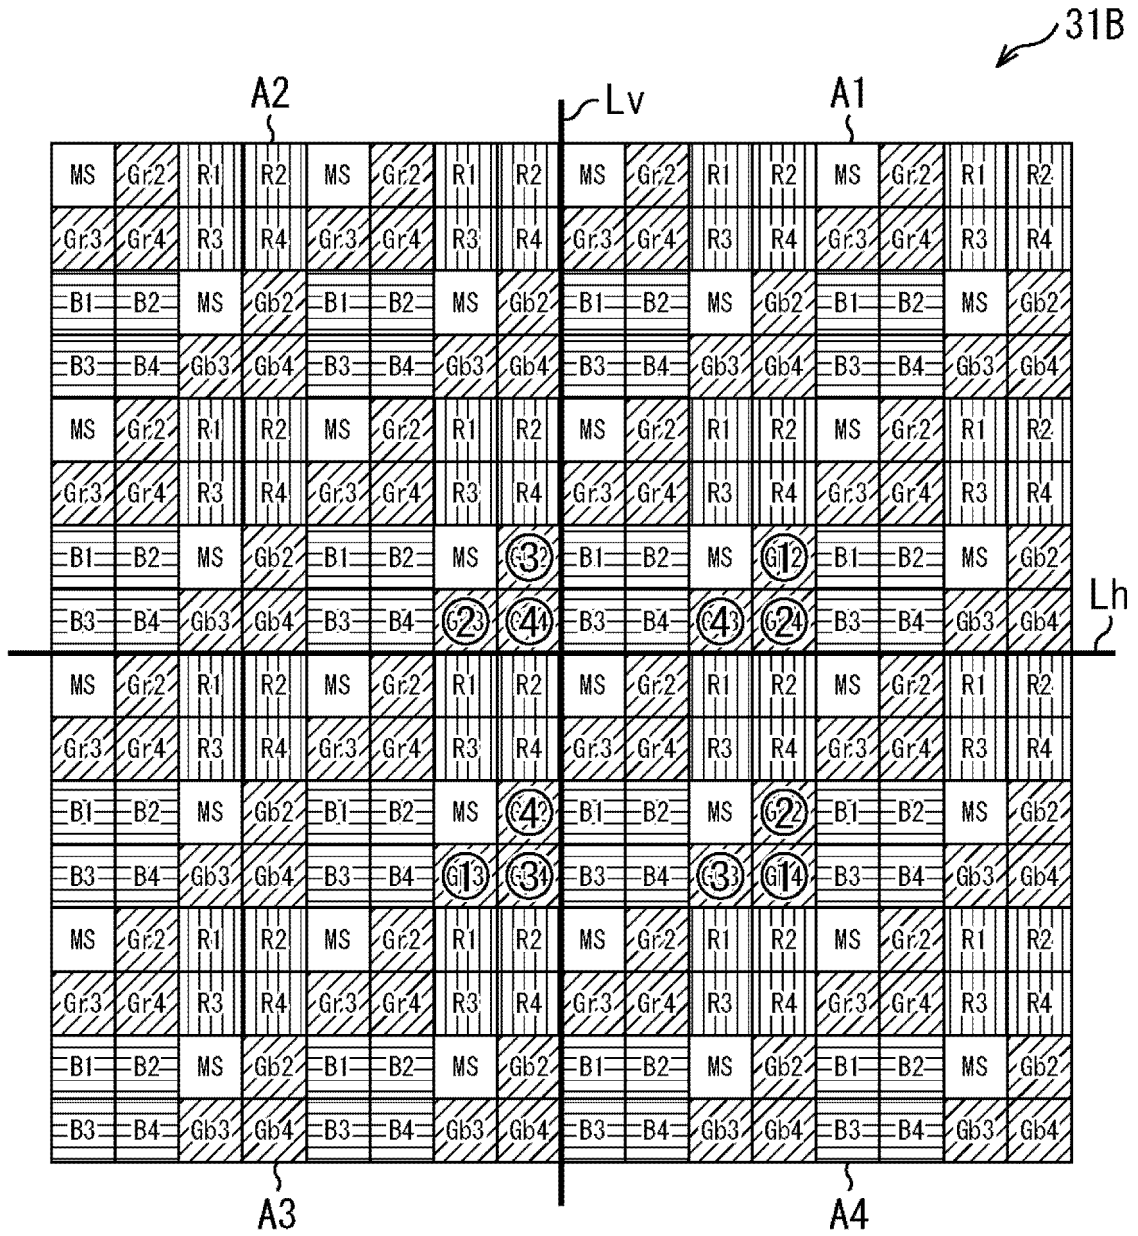 31B
A2 Lv A1
MS Gr2 R1 R2 MS Gr2 R1 R2 MS Gr2 R1 R2 MS Gr2 R1 R2
Gr3 Gr4 R3 R4 Gr3 Gr4 R3 R4 Gr3 Gr4 R3 R4 Gr3 Gr4 R3 R4
B1 B2 MS Gb2 B1 B2 MS Gb2 B1 B2 MS Gb2 B1 B2 MS Gb2
B3 B4 Gb3 Gb4 B3 B4 Gb3 Gb4 B3 B4 Gb3 Gb4 B3 B4 Gb3 Gb4
MS Gr2 R1 R2 MS Gr2 R1 R2 MS Gr2 R1 R2 MS Gr2 R1 R2
Gr3 Gr4 R3 R4 Gr3 Gr4 R3 R4 Gr3 Gr4 R3 R4 Gr3 Gr4 R3 R4
B1 B2 MS Gb2 B1 B2 MS ③ B1 B2 MS ① B1 B2 MS Gb2
B3 B4 Gb3 Gb4 B3 B4 ② ④ B3 B4 ④ ② B3 B4 Gb3 Gb4
Lh
MS Gr2 R1 R2 MS Gr2 R1 R2 MS Gr2 R1 R2 MS Gr2 R1 R2
Gr3 Gr4 R3 R4 Gr3 Gr4 R3 R4 Gr3 Gr4 R3 R4 Gr3 Gr4 R3 R4
B1 B2 MS Gb2 B1 B2 MS ④ B1 B2 MS ② B1 B2 MS Gb2
B3 B4 Gb3 Gb4 B3 B4 ① ③ B3 B4 ③ ① B3 B4 Gb3 Gb4
MS Gr2 R1 R2 MS Gr2 R1 R2 MS Gr2 R1 R2 MS Gr2 R1 R2
Gr3 Gr4 R3 R4 Gr3 Gr4 R3 R4 Gr3 Gr4 R3 R4 Gr3 Gr4 R3 R4
B1 B2 MS Gb2 B1 B2 MS Gb2 B1 B2 MS Gb2 B1 B2 MS Gb2
B3 B4 Gb3 Gb4 B3 B4 Gb3 Gb4 B3 B4 Gb3 Gb4 B3 B4 Gb3 Gb4
A3 A4